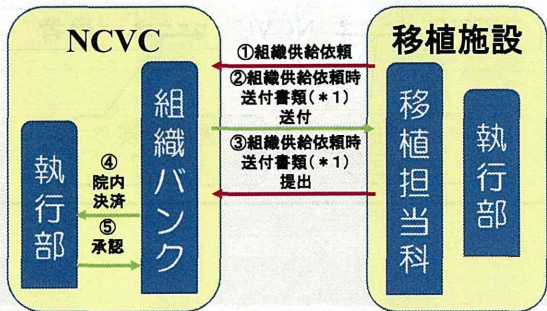 NCVC
移植施設
①組織供給依頼
②組織供給依頼時
送付書類(*1)
送付
③組織供給依頼時
送付書類(*1)
提出
④
院内
決済
⑤
承認
執行部
組織バンク
移植担当科
執行部